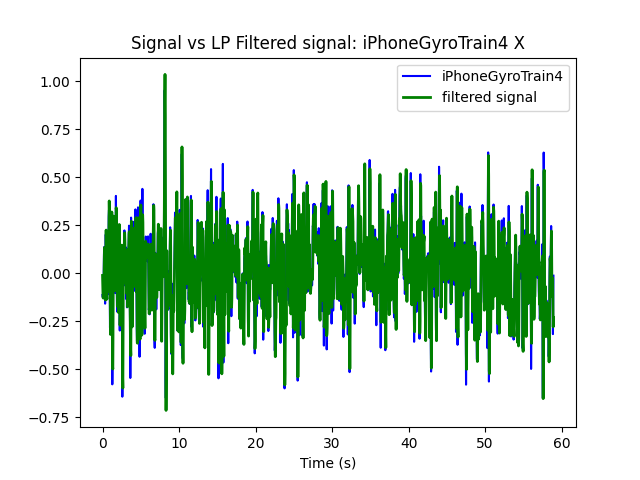 Signal vs LP Filtered signal: iPhoneGyroTrain4 X
iPhoneGyroTrain4
filtered signal
1.00
0.75
0.50
0.25
0.00
−0.25
−0.50
−0.75
0 10 20 30 40 50 60
Time (s)